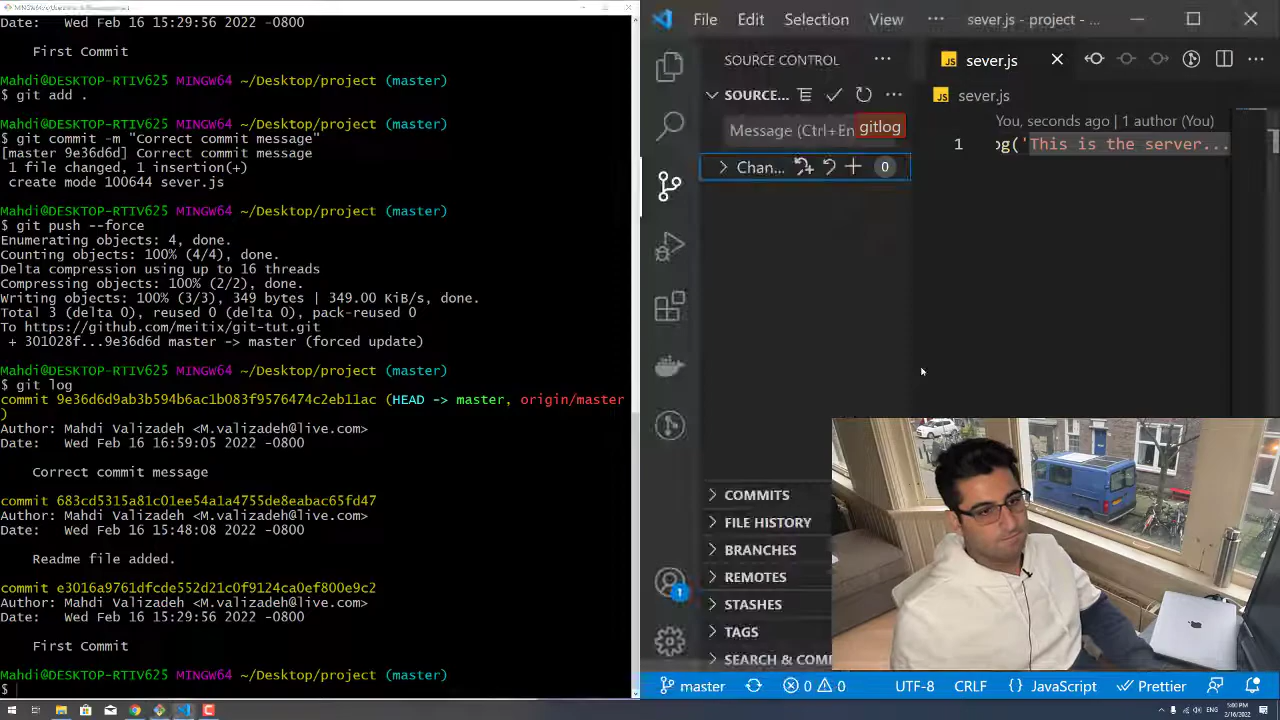 Date:   Wed Feb 16 15:29:56 2022 -0800
First Commit
Mahdi@DESKTOP-RTIV625 MINGW64 ~/Desktop/project (master)
$ git add .
Mahdi@DESKTOP-RTIV625 MINGW64 ~/Desktop/project (master)
$ git commit -m "Correct commit message"
[master 9e36d6d] Correct commit message
1 file changed, 1 insertion(+)
create mode 100644 sever.js
Mahdi@DESKTOP-RTIV625 MINGW64 ~/Desktop/project (master)
$ git push --force
Enumerating objects: 4, done.
Counting objects: 100% (4/4), done.
Delta compression using up to 16 threads
Compressing objects: 100% (2/2), done.
Writing objects: 100% (3/3), 349 bytes | 349.00 KiB/s, done.
Total 3 (delta 0), reused 0 (delta 0), pack-reused 0
To https://github.com/meitix/git-tut.git
+ 301028f...9e36d6d master -> master (forced update)
Mahdi@DESKTOP-RTIV625 MINGW64 ~/Desktop/project (master)
$ git log
commit 9e36d6d9ab3b594b6ac1b083f9576474c2eb11ac (HEAD -> master, origin/master
)
Author: Mahdi Valizadeh <M.valizadeh@live.com>
Date:   Wed Feb 16 16:59:05 2022 -0800
Correct commit message
commit 683cd5315a81c01ee54a1a4755de8eabac65fd47
Author: Mahdi Valizadeh <M.valizadeh@live.com>
Date:   Wed Feb 16 15:48:08 2022 -0800
Readme file added.
commit e3016a9761dfcde552d21c0f9124ca0ef800e9c2
Author: Mahdi Valizadeh <M.valizadeh@live.com>
Date:   Wed Feb 16 15:29:56 2022 -0800
First Commit
Mahdi@DESKTOP-RTIV625 MINGW64 ~/Desktop/project (master)
$
File Edit Selection View ··· sever.js - project - ...
SOURCE CONTROL ···
JS sever.js
SOURCE... ···
JS sever.js
Message (Ctrl+En
gitlog
You, seconds ago | 1 author (You)
1 og('This is the server...
Chan... 0
COMMITS
FILE HISTORY
BRANCHES
REMOTES
STASHES
TAGS
SEARCH & COM
1
master 0 0 UTF-8 CRLF {} JavaScript Prettier
ENG
5:00 PM
2/16/2022